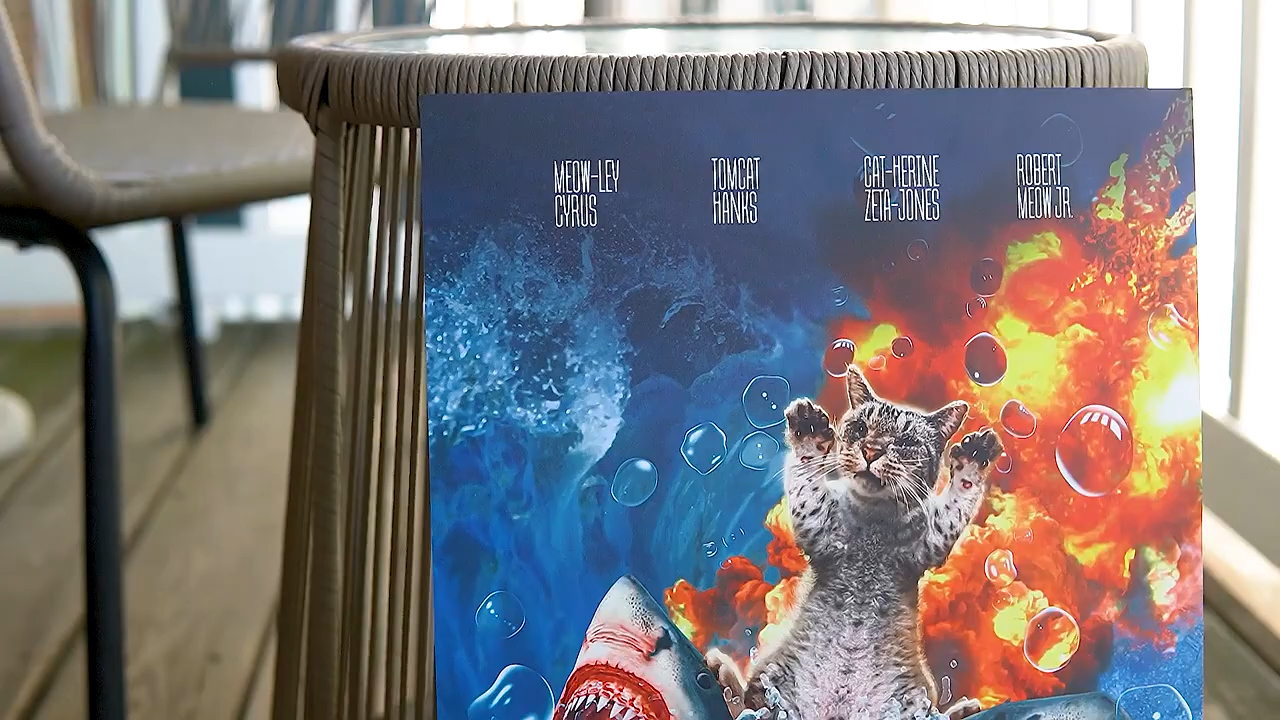 MEOW-LEY
CYRUS
TOMCAT
HANKS
CAT-HERINE
ZETA-JONES
ROBERT
MEOW JR.